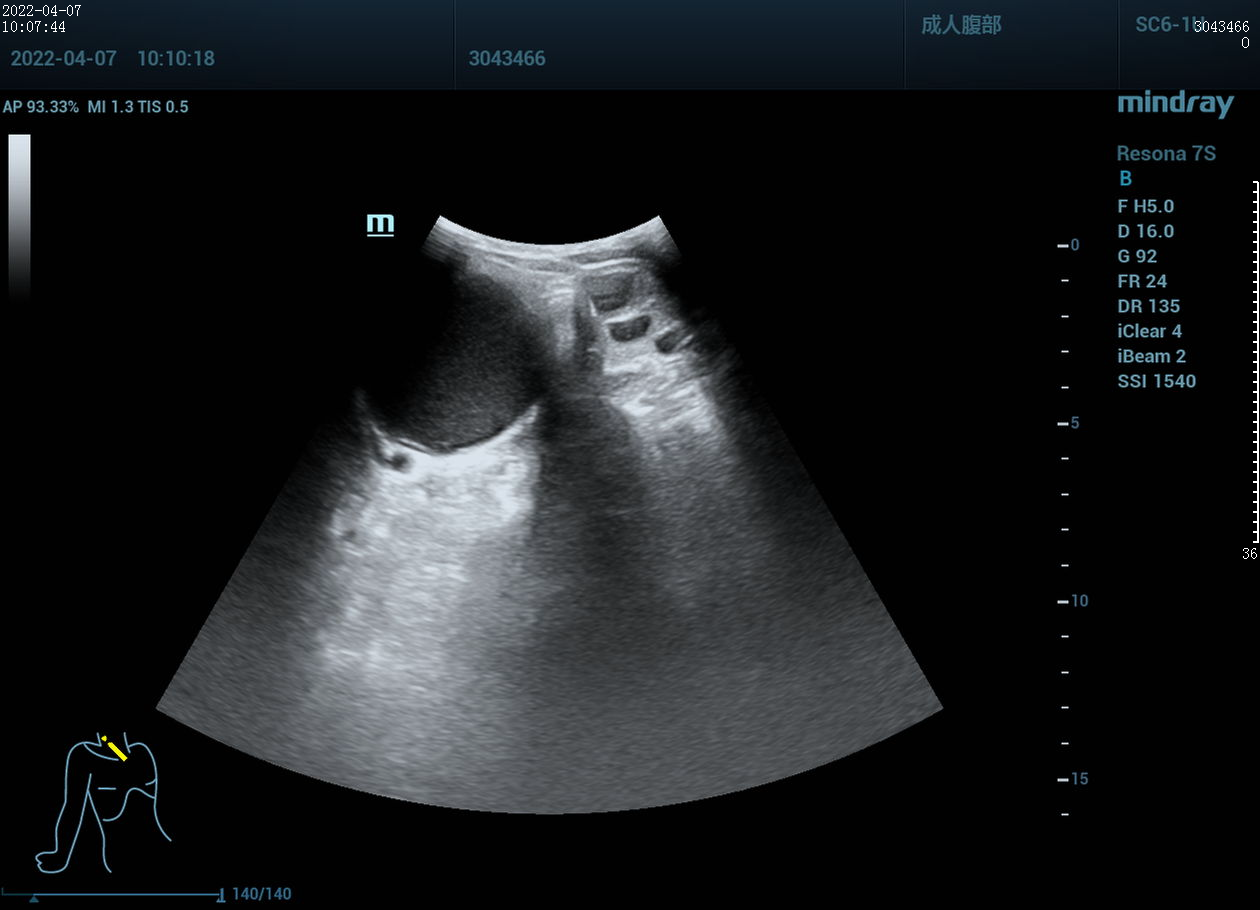 2022-04-07
10:07:44
2022-04-07 10:10:18
3043466
成人腹部
SC6-1U
3043466
0
AP 93.33% MI 1.3 TIS 0.5
mindray
Resona 7S
B
F H5.0
D 16.0
G 92
FR 24
DR 135
iClear 4
iBeam 2
SSI 1540
m
0
5
10
15
36
140/140